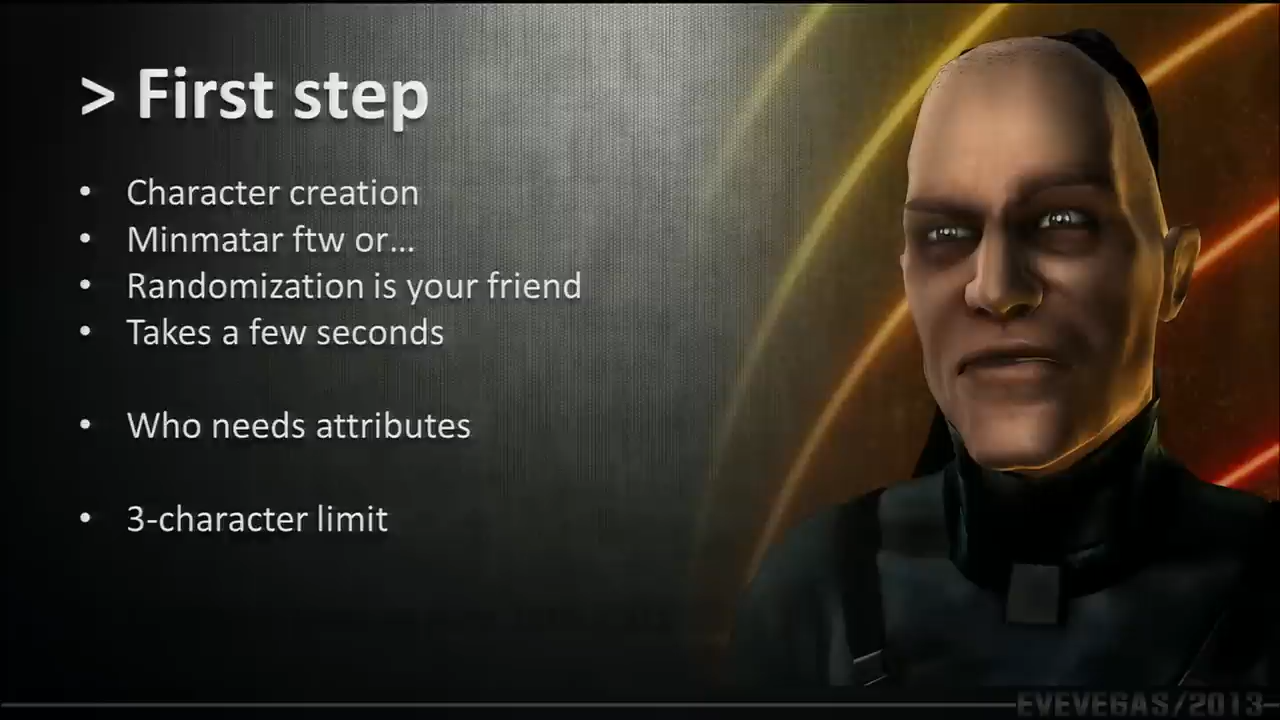 > First step
• Character creation
• Minmatar ftw or...
• Randomization is your friend
• Takes a few seconds
• Who needs attributes
• 3-character limit
EVEVEGAS/2013